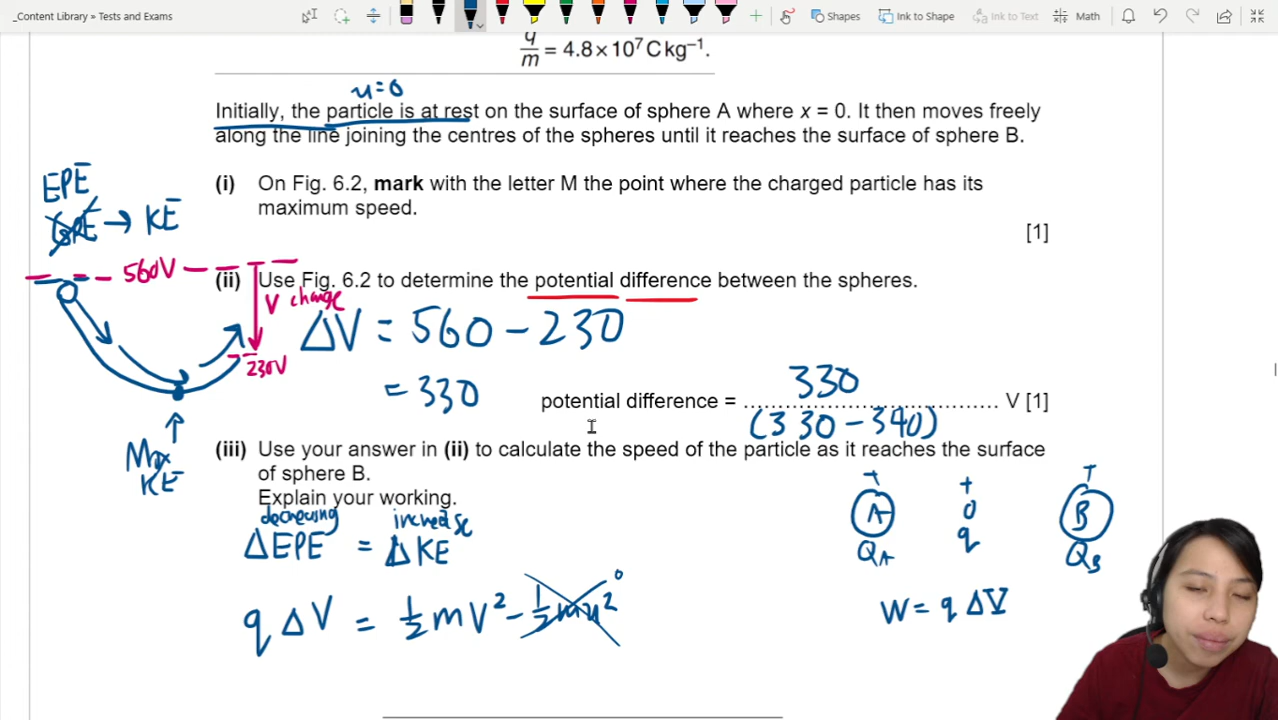 _Content Library » Tests and Exams
Shapes
Ink to Shape
Ink to Text
Math
q/m = 4.8×10⁷ C kg⁻¹.
u=0
Initially, the particle is at rest on the surface of sphere A where x = 0. It then moves freely
along the line joining the centres of the spheres until it reaches the surface of sphere B.
EPE
GPE → KE
(i) On Fig. 6.2, mark with the letter M the point where the charged particle has its
maximum speed.
[1]
560V
(ii) Use Fig. 6.2 to determine the potential difference between the spheres.
V change
230V
ΔV = 560 − 230
= 330
potential difference = 330 V [1]
(330 − 340)
Max
KE
(iii) Use your answer in (ii) to calculate the speed of the particle as it reaches the surface
of sphere B.
Explain your working.
decreasing increase
ΔEPE = ΔKE
+ + +
A 0 B
Q_A q Q_B
qΔV = ½mV² − ½mu² 0
W = qΔV